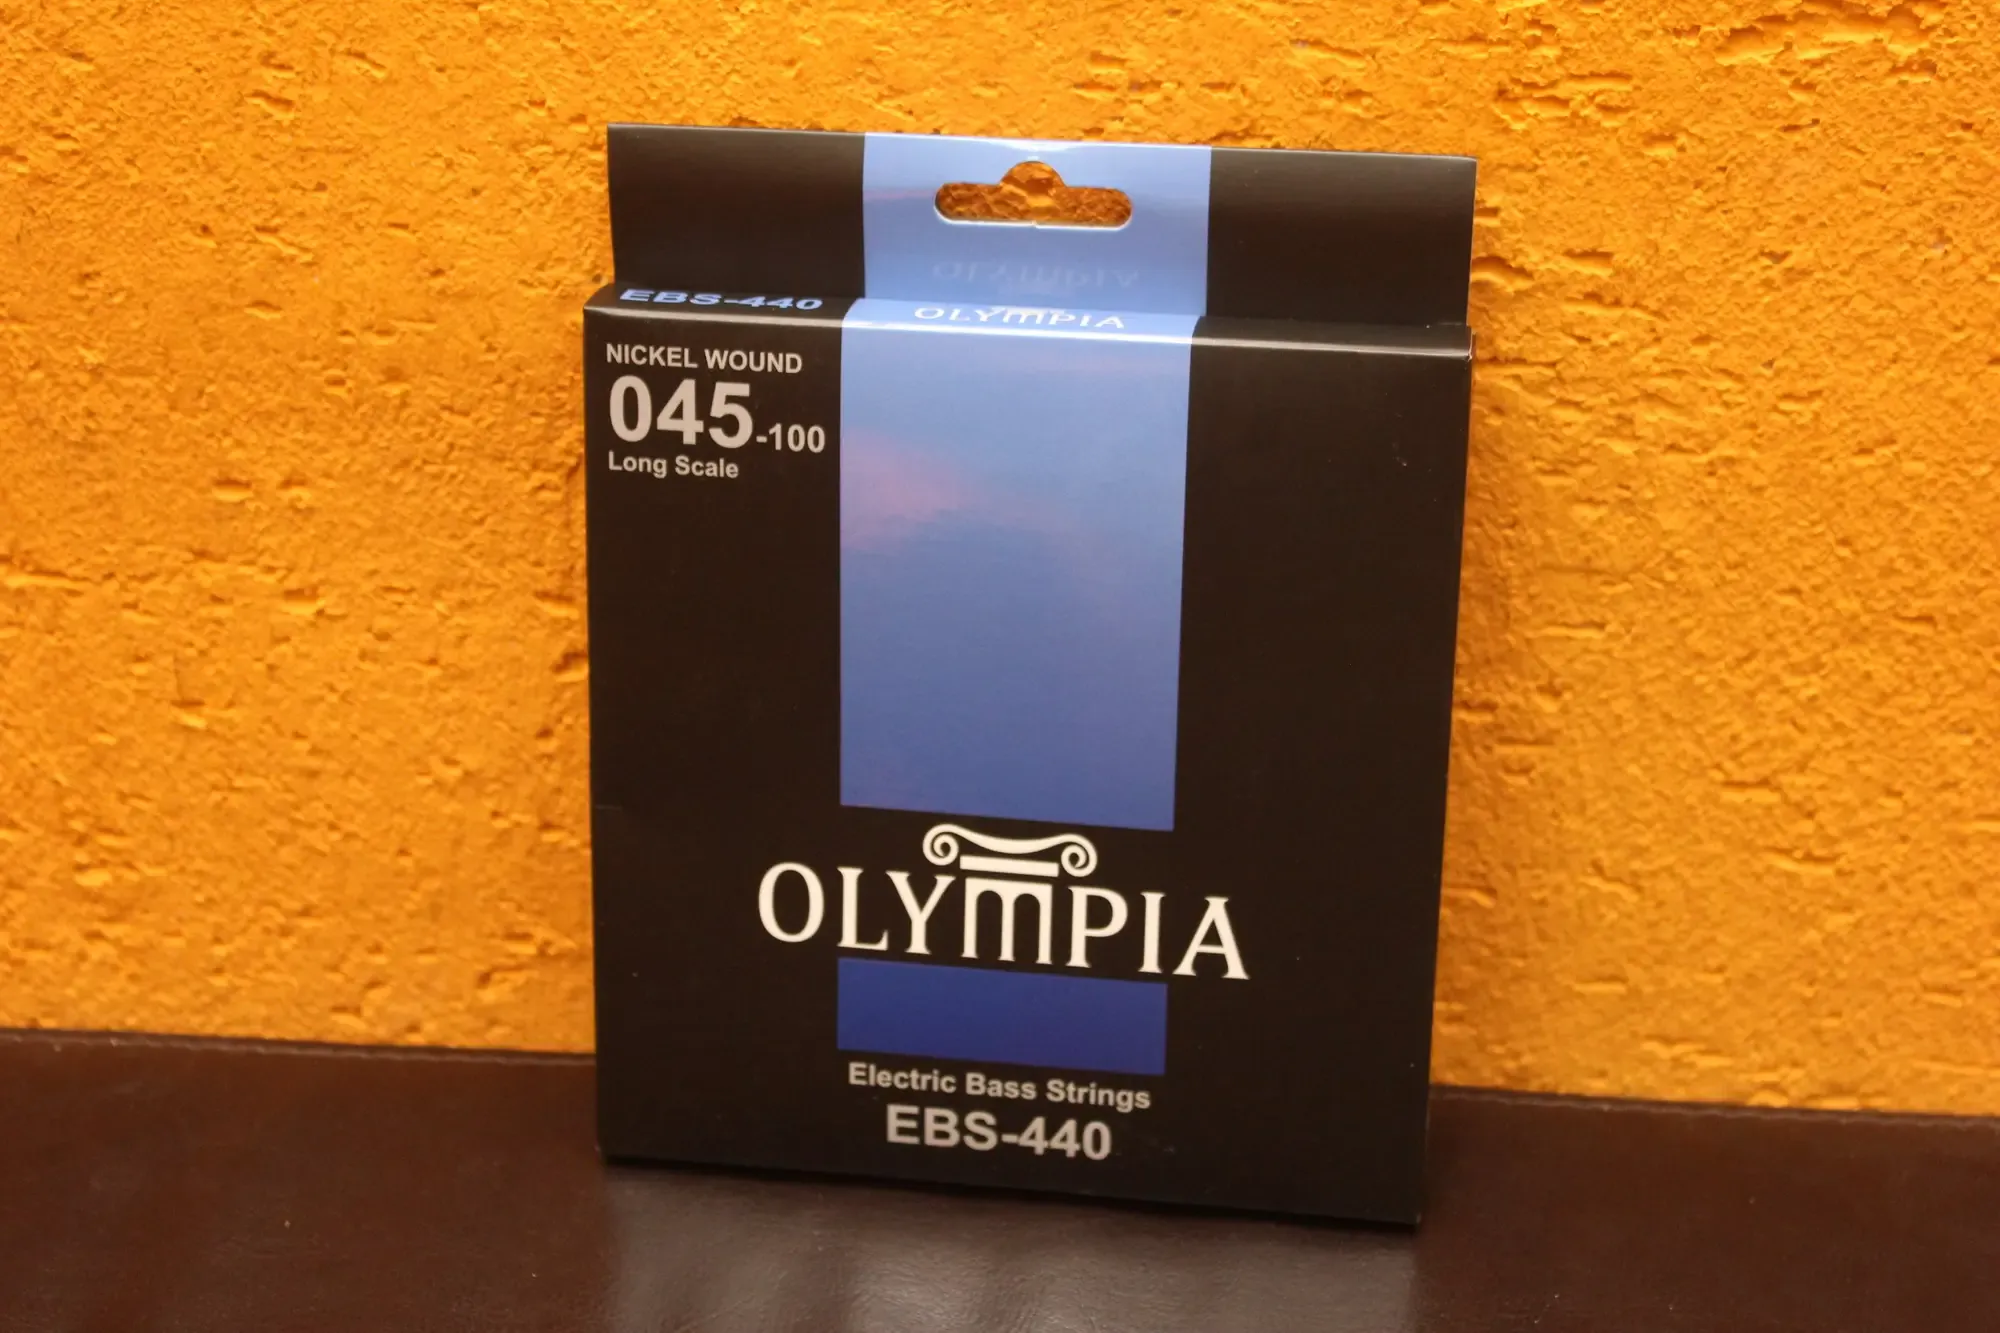 EBS-440
OLYMPIA
NICKEL WOUND
045-100
Long Scale
OLYMPIA
Electric Bass Strings
EBS-440